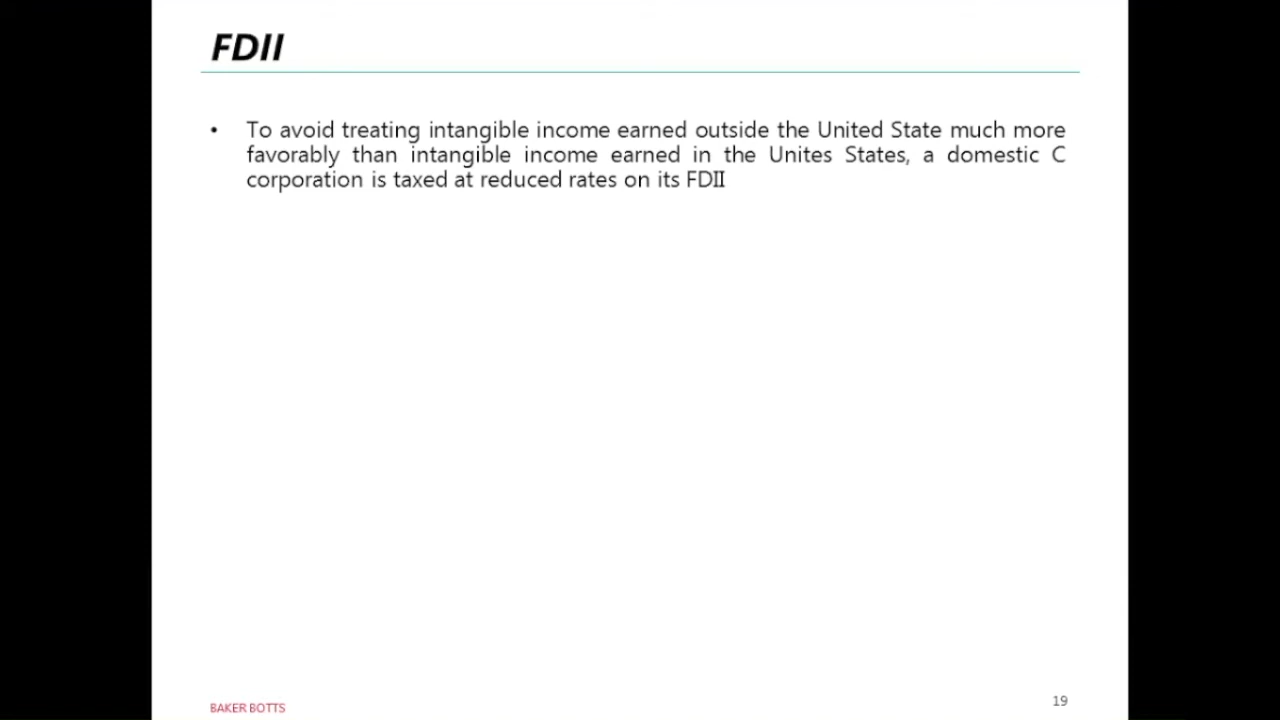 FDII
• To avoid treating intangible income earned outside the United State much more
favorably than intangible income earned in the Unites States, a domestic C
corporation is taxed at reduced rates on its FDII
BAKER BOTTS
19